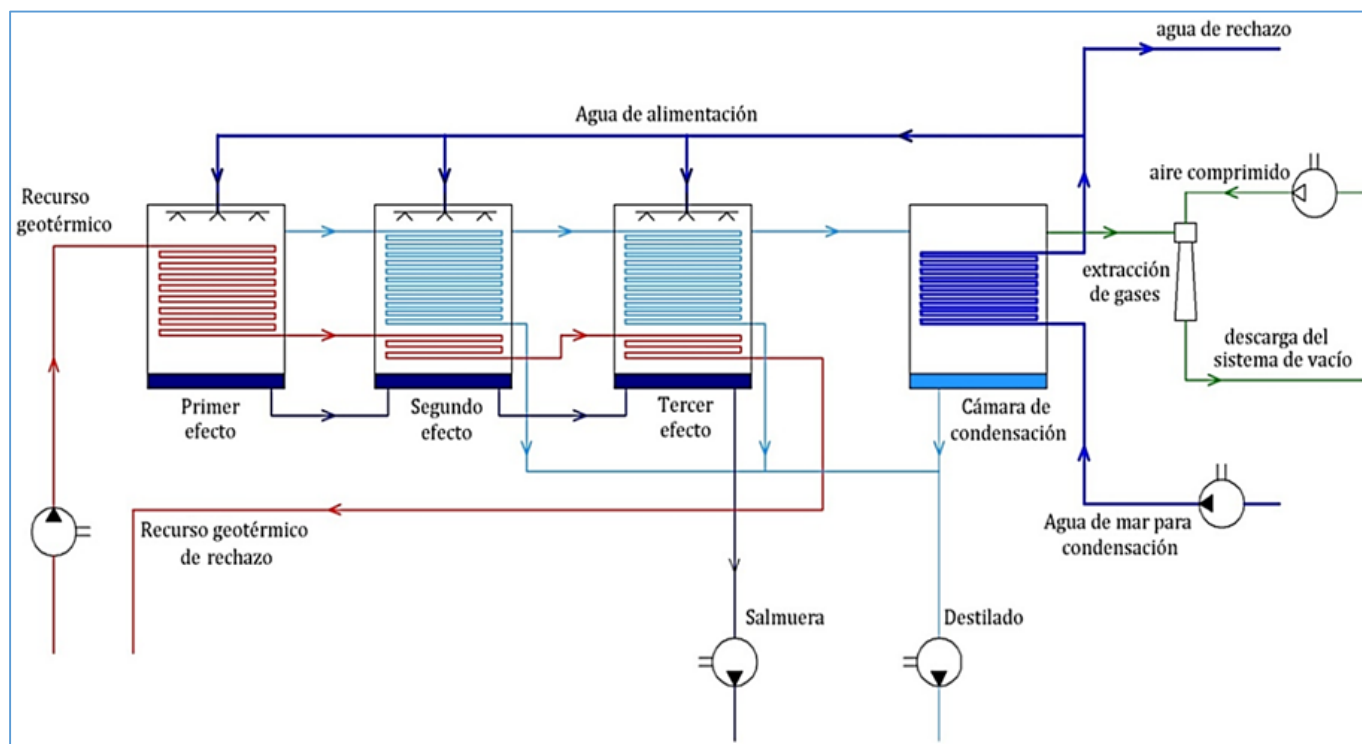 agua de rechazo
Agua de alimentación
aire comprimido
Recurso
geotérmico
extracción
de gases
descarga del
sistema de vacío
Primer
efecto
Segundo
efecto
Tercer
efecto
Cámara de
condensación
Recurso geotérmico
de rechazo
Agua de mar para
condensación
Salmuera
Destilado